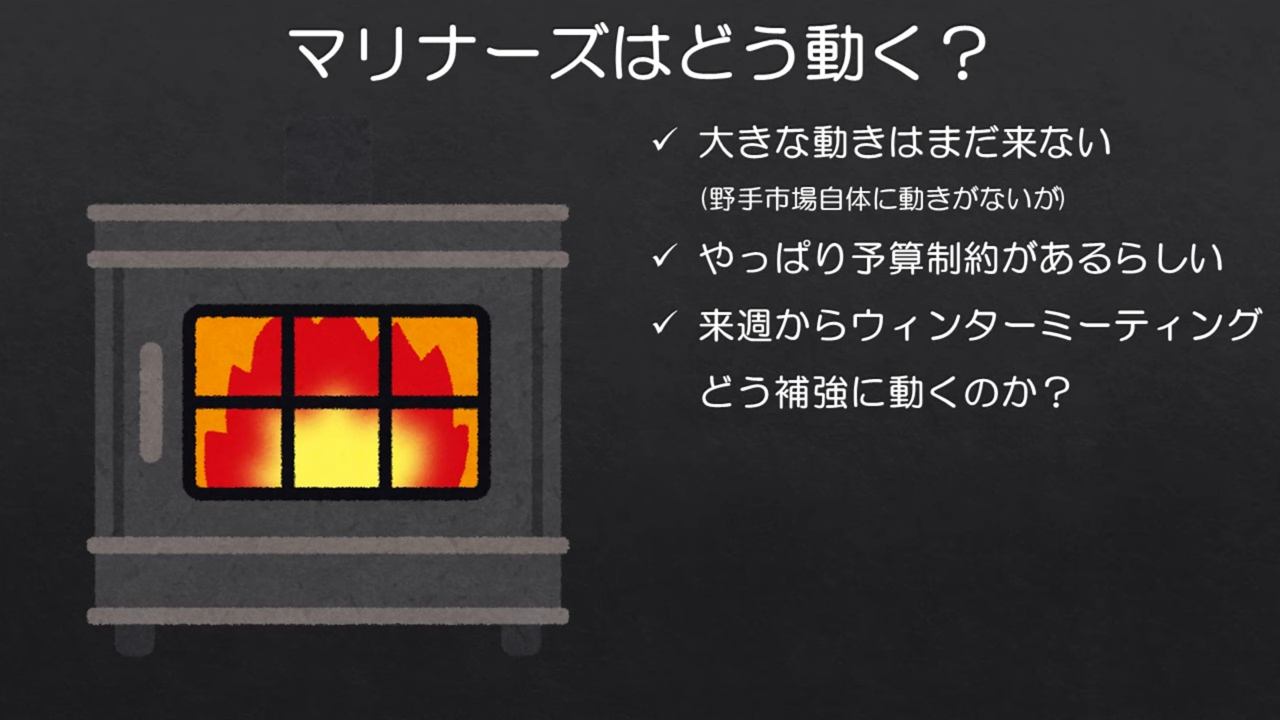 マリナーズはどう動く？
✓ 大きな動きはまだ来ない
(野手市場自体に動きがないが)
✓ やっぱり予算制約があるらしい
✓ 来週からウィンターミーティング
どう補強に動くのか？